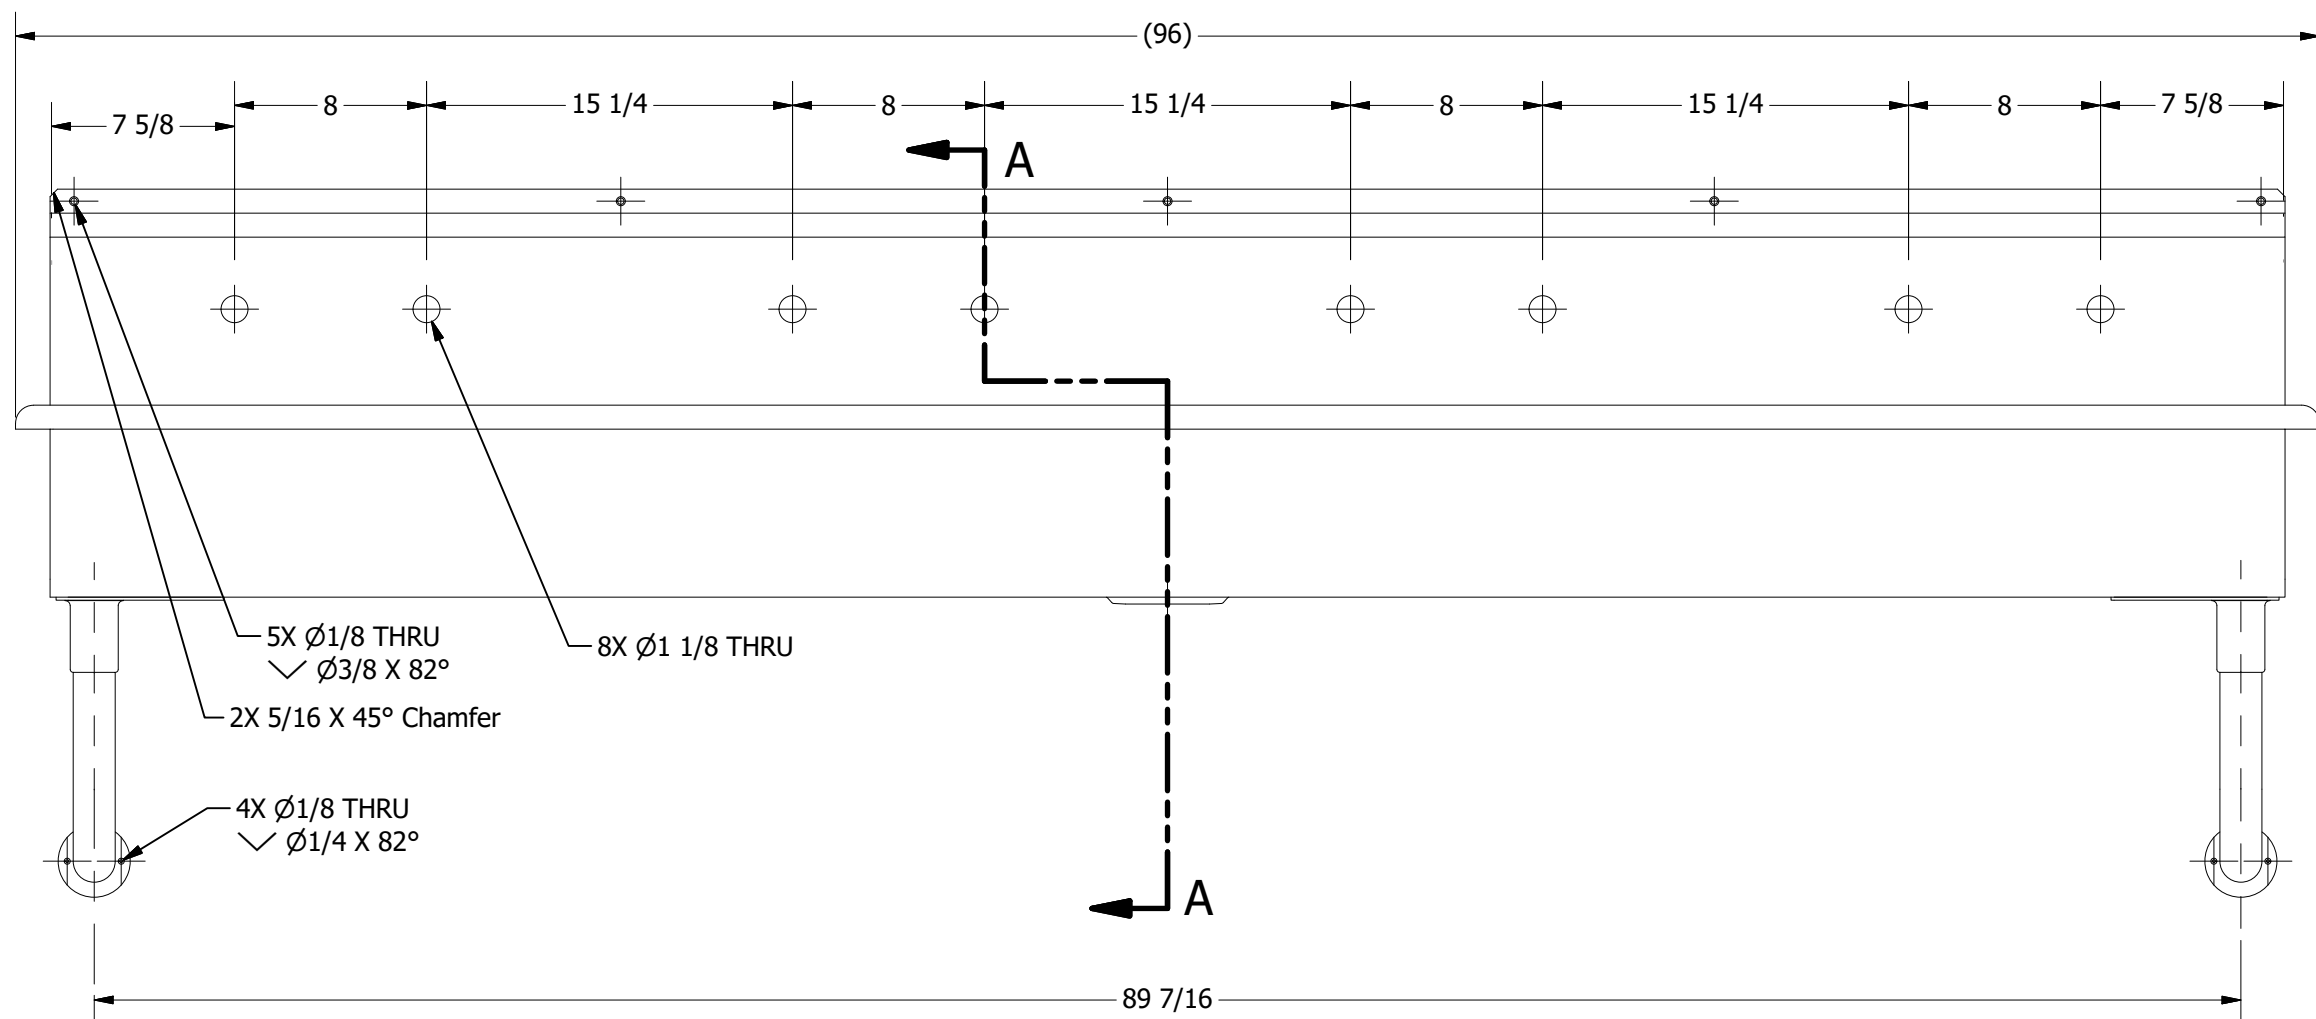 (96)
8 15 1/4 8 15 1/4 8 15 1/4 8 7 5/8
7 5/8
A
5X Ø1/8 THRU
⌵ Ø3/8 X 82°
8X Ø1 1/8 THRU
2X 5/16 X 45° Chamfer
4X Ø1/8 THRU
⌵ Ø1/4 X 82°
A
89 7/16